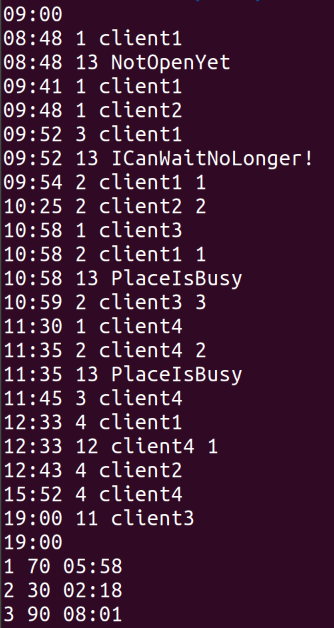 09:00
08:48 1 client1
08:48 13 NotOpenYet
09:41 1 client1
09:48 1 client2
09:52 3 client1
09:52 13 ICanWaitNoLonger!
09:54 2 client1 1
10:25 2 client2 2
10:58 1 client3
10:58 2 client1 1
10:58 13 PlaceIsBusy
10:59 2 client3 3
11:30 1 client4
11:35 2 client4 2
11:35 13 PlaceIsBusy
11:45 3 client4
12:33 4 client1
12:33 12 client4 1
12:43 4 client2
15:52 4 client4
19:00 11 client3
19:00
1 70 05:58
2 30 02:18
3 90 08:01